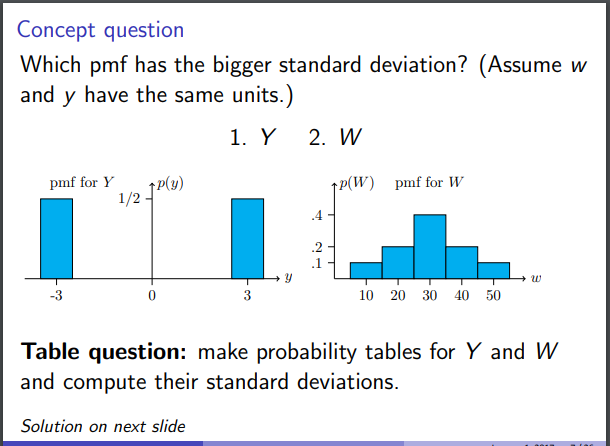 Concept question
Which pmf has the bigger standard deviation? (Assume w
and y have the same units.)
1. Y 2. W
pmf for Y
p(y)
1/2
-3 0 3
y
p(W) pmf for W
.4
.2
.1
10 20 30 40 50
w
Table question: make probability tables for Y and W
and compute their standard deviations.
Solution on next slide